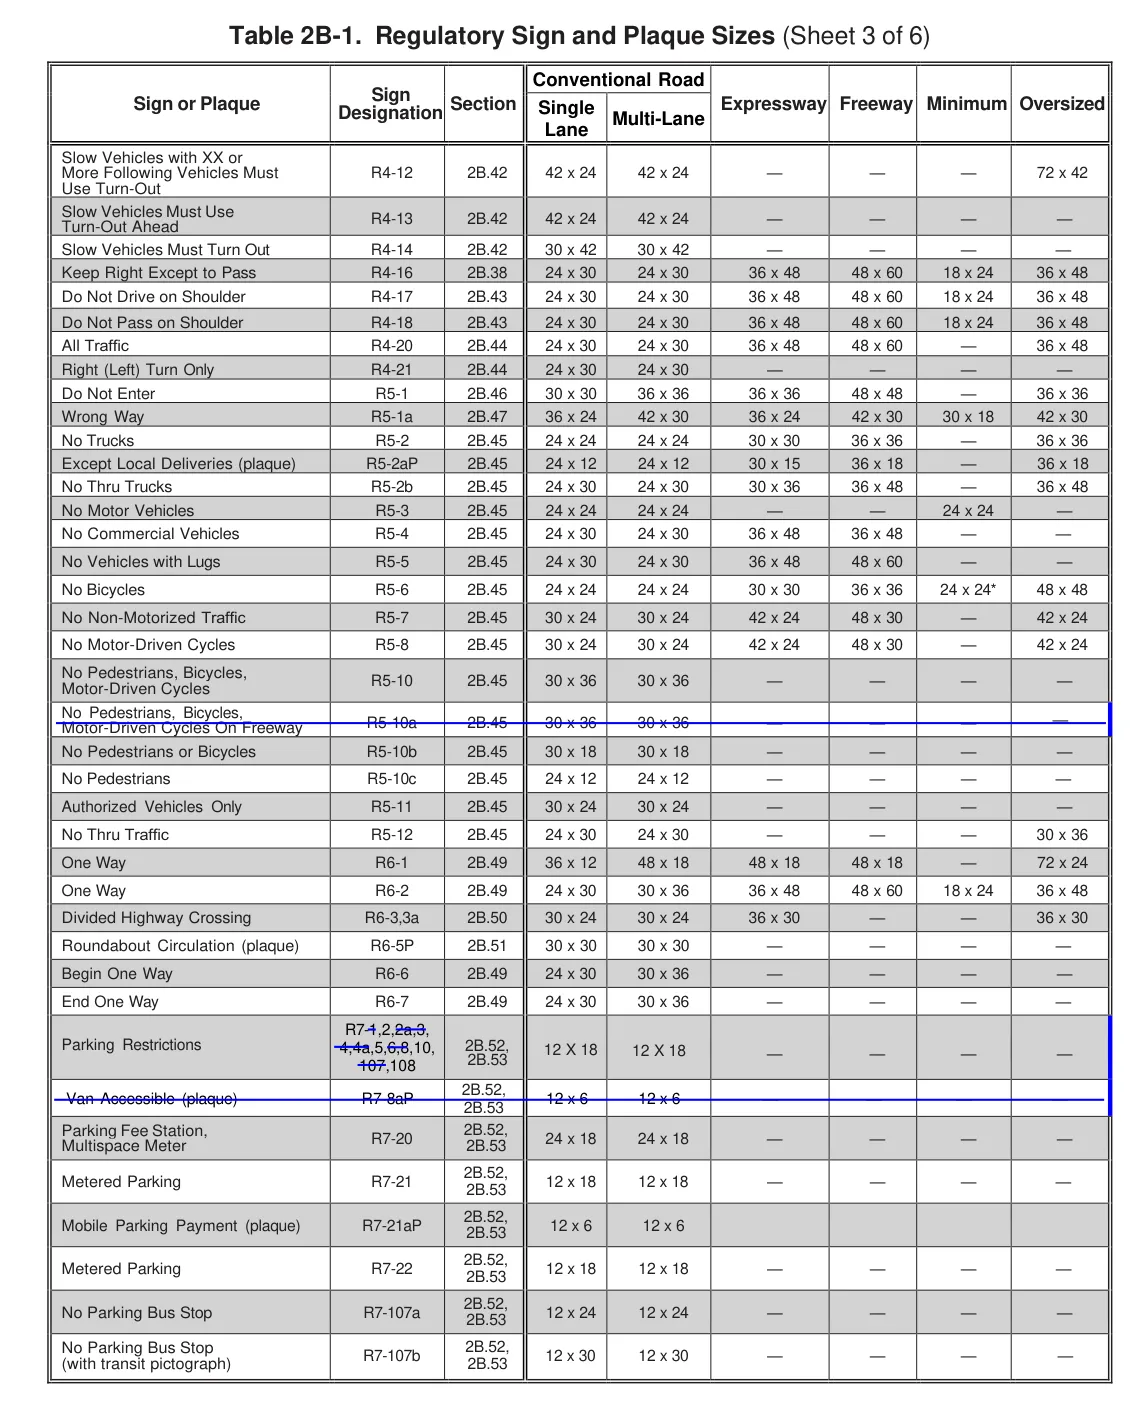 Table 2B-1. Regulatory Sign and Plaque Sizes (Sheet 3 of 6)
Sign or Plaque | Sign Designation | Section | Conventional Road Single Lane | Conventional Road Multi-Lane | Expressway | Freeway | Minimum | Oversized
Slow Vehicles with XX or More Following Vehicles Must Use Turn-Out | R4-12 | 2B.42 | 42 x 24 | 42 x 24 | — | — | — | 72 x 42
Slow Vehicles Must Use Turn-Out Ahead | R4-13 | 2B.42 | 42 x 24 | 42 x 24 | — | — | — | —
Slow Vehicles Must Turn Out | R4-14 | 2B.42 | 30 x 42 | 30 x 42 | — | — | — | —
Keep Right Except to Pass | R4-16 | 2B.38 | 24 x 30 | 24 x 30 | 36 x 48 | 48 x 60 | 18 x 24 | 36 x 48
Do Not Drive on Shoulder | R4-17 | 2B.43 | 24 x 30 | 24 x 30 | 36 x 48 | 48 x 60 | 18 x 24 | 36 x 48
Do Not Pass on Shoulder | R4-18 | 2B.43 | 24 x 30 | 24 x 30 | 36 x 48 | 48 x 60 | 18 x 24 | 36 x 48
All Traffic | R4-20 | 2B.44 | 24 x 30 | 24 x 30 | 36 x 48 | 48 x 60 | — | 36 x 48
Right (Left) Turn Only | R4-21 | 2B.44 | 24 x 30 | 24 x 30 | — | — | — | —
Do Not Enter | R5-1 | 2B.46 | 30 x 30 | 36 x 36 | 36 x 36 | 48 x 48 | — | 36 x 36
Wrong Way | R5-1a | 2B.47 | 36 x 24 | 42 x 30 | 36 x 24 | 42 x 30 | 30 x 18 | 42 x 30
No Trucks | R5-2 | 2B.45 | 24 x 24 | 24 x 24 | 30 x 30 | 36 x 36 | — | 36 x 36
Except Local Deliveries (plaque) | R5-2aP | 2B.45 | 24 x 12 | 24 x 12 | 30 x 15 | 36 x 18 | — | 36 x 18
No Thru Trucks | R5-2b | 2B.45 | 24 x 30 | 24 x 30 | 30 x 36 | 36 x 48 | — | 36 x 48
No Motor Vehicles | R5-3 | 2B.45 | 24 x 24 | 24 x 24 | — | — | 24 x 24 | —
No Commercial Vehicles | R5-4 | 2B.45 | 24 x 30 | 24 x 30 | 36 x 48 | 36 x 48 | — | —
No Vehicles with Lugs | R5-5 | 2B.45 | 24 x 30 | 24 x 30 | 36 x 48 | 48 x 60 | — | —
No Bicycles | R5-6 | 2B.45 | 24 x 24 | 24 x 24 | 30 x 30 | 36 x 36 | 24 x 24* | 48 x 48
No Non-Motorized Traffic | R5-7 | 2B.45 | 30 x 24 | 30 x 24 | 42 x 24 | 48 x 30 | — | 42 x 24
No Motor-Driven Cycles | R5-8 | 2B.45 | 30 x 24 | 30 x 24 | 42 x 24 | 48 x 30 | — | 42 x 24
No Pedestrians, Bicycles, Motor-Driven Cycles | R5-10 | 2B.45 | 30 x 36 | 30 x 36 | — | — | — | —
No Pedestrians, Bicycles, Motor-Driven Cycles On Freeway | R5-10a | 2B.45 | 30 x 36 | 30 x 36 | — | — | — | —
No Pedestrians or Bicycles | R5-10b | 2B.45 | 30 x 18 | 30 x 18 | — | — | — | —
No Pedestrians | R5-10c | 2B.45 | 24 x 12 | 24 x 12 | — | — | — | —
Authorized Vehicles Only | R5-11 | 2B.45 | 30 x 24 | 30 x 24 | — | — | — | —
No Thru Traffic | R5-12 | 2B.45 | 24 x 30 | 24 x 30 | — | — | — | 30 x 36
One Way | R6-1 | 2B.49 | 36 x 12 | 48 x 18 | 48 x 18 | 48 x 18 | — | 72 x 24
One Way | R6-2 | 2B.49 | 24 x 30 | 30 x 36 | 36 x 48 | 48 x 60 | 18 x 24 | 36 x 48
Divided Highway Crossing | R6-3,3a | 2B.50 | 30 x 24 | 30 x 24 | 36 x 30 | — | — | 36 x 30
Roundabout Circulation (plaque) | R6-5P | 2B.51 | 30 x 30 | 30 x 30 | — | — | — | —
Begin One Way | R6-6 | 2B.49 | 24 x 30 | 30 x 36 | — | — | — | —
End One Way | R6-7 | 2B.49 | 24 x 30 | 30 x 36 | — | — | — | —
Parking Restrictions | R7-1,2,2a,3, 4,4a,5,6,8,10, 107,108 | 2B.52, 2B.53 | 12 X 18 | 12 X 18 | — | — | — | —
Van Accessible (plaque) | R7-8aP | 2B.52, 2B.53 | 12 x 6 | 12 x 6
Parking Fee Station, Multispace Meter | R7-20 | 2B.52, 2B.53 | 24 x 18 | 24 x 18 | — | — | — | —
Metered Parking | R7-21 | 2B.52, 2B.53 | 12 x 18 | 12 x 18 | — | — | — | —
Mobile Parking Payment (plaque) | R7-21aP | 2B.52, 2B.53 | 12 x 6 | 12 x 6
Metered Parking | R7-22 | 2B.52, 2B.53 | 12 x 18 | 12 x 18 | — | — | — | —
No Parking Bus Stop | R7-107a | 2B.52, 2B.53 | 12 x 24 | 12 x 24 | — | — | — | —
No Parking Bus Stop (with transit pictograph) | R7-107b | 2B.52, 2B.53 | 12 x 30 | 12 x 30 | — | — | — | —